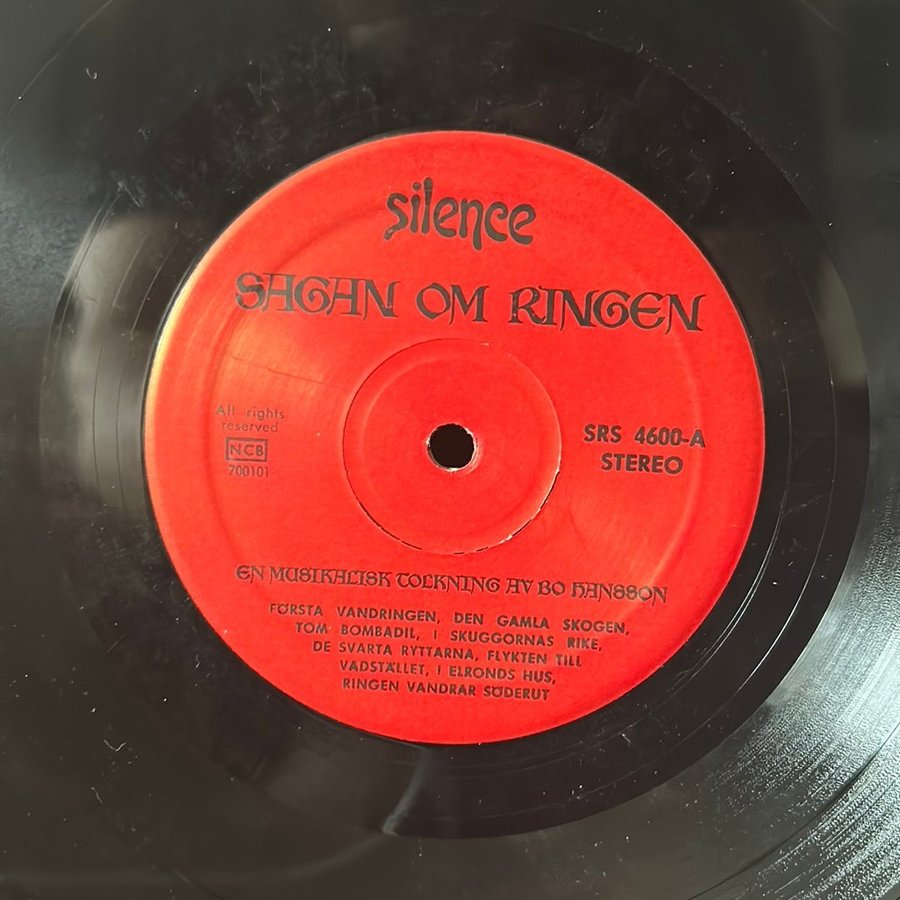 silence
SAGAN OM RINGEN
All rights
reserved
NCB
700101
SRS 4600-A
STEREO
EN MUSIKALISK TOLKNING AV BO HANSSON
FÖRSTA VANDRINGEN, DEN GAMLA SKOGEN,
TOM BOMBADIL, I SKUGGORNAS RIKE,
DE SVARTA RYTTARNA, FLYKTEN TILL
VADSTÄLLET, I ELRONDS HUS,
RINGEN VANDRAR SÖDERUT